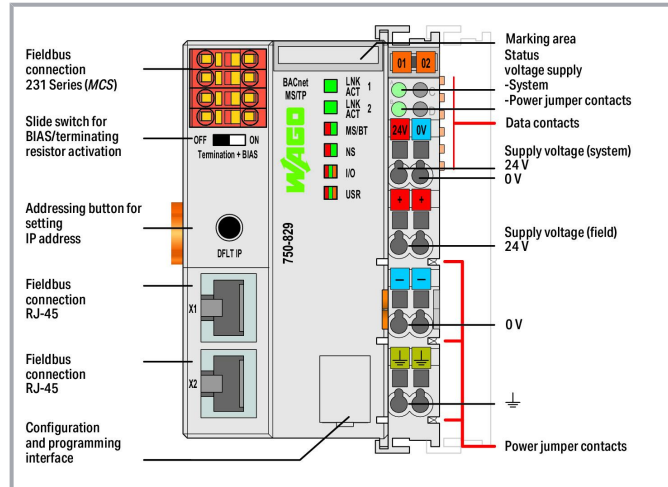 Fieldbus
connection
231 Series (MCS)
Slide switch for
BIAS/terminating
resistor activation
Addressing button for
setting
IP address
Fieldbus
connection
RJ-45
Fieldbus
connection
RJ-45
Configuration
and programming
interface
OFF
ON
Termination + BIAS
DFLT IP
X1
X2
BACnet
MS/TP
WAGO
750-829
LNK
ACT 1
LNK
ACT 2
MS/BT
NS
I/O
USR
01 02
24V 0V
+ +
— —
Marking area
Status
voltage supply
-System
-Power jumper contacts
Data contacts
Supply voltage (system)
24 V
0 V
Supply voltage (field)
24 V
0 V
Power jumper contacts